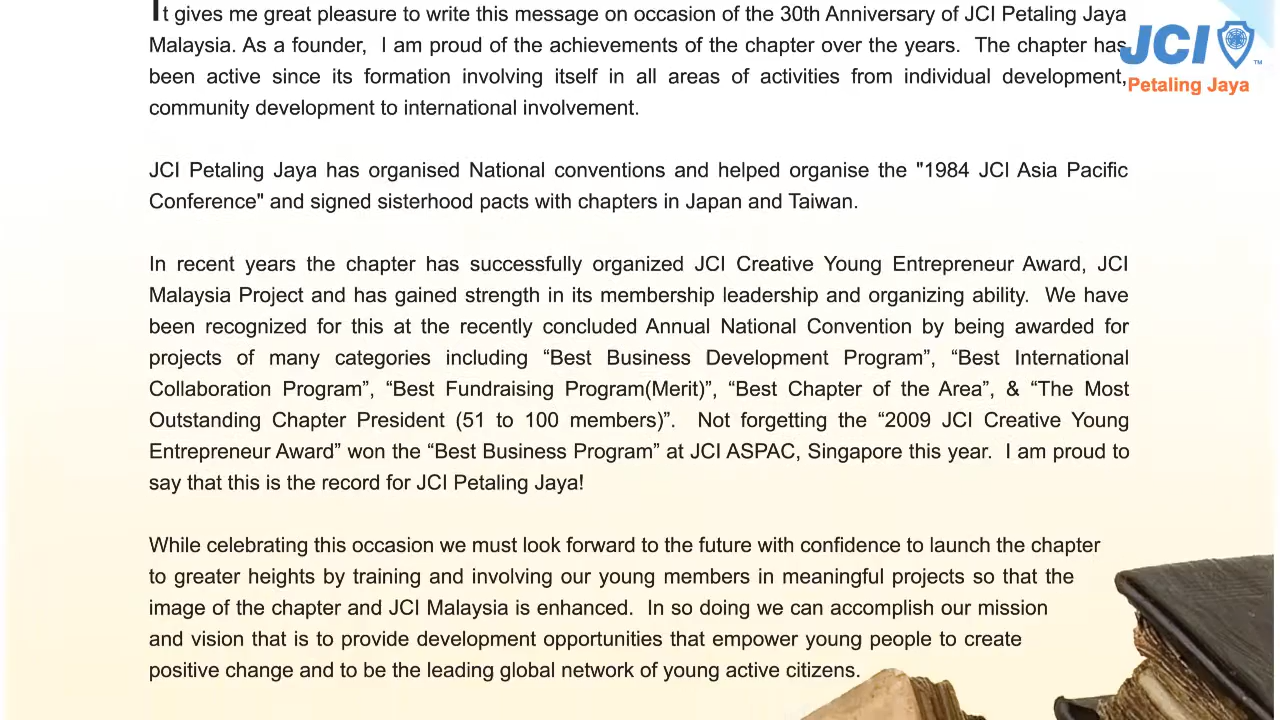 It gives me great pleasure to write this message on occasion of the 30th Anniversary of JCI Petaling Jaya
Malaysia. As a founder, I am proud of the achievements of the chapter over the years. The chapter has
been active since its formation involving itself in all areas of activities from individual development,
community development to international involvement.
JCI
TM
Petaling Jaya
JCI Petaling Jaya has organised National conventions and helped organise the "1984 JCI Asia Pacific
Conference" and signed sisterhood pacts with chapters in Japan and Taiwan.
In recent years the chapter has successfully organized JCI Creative Young Entrepreneur Award, JCI
Malaysia Project and has gained strength in its membership leadership and organizing ability. We have
been recognized for this at the recently concluded Annual National Convention by being awarded for
projects of many categories including “Best Business Development Program”, “Best International
Collaboration Program”, “Best Fundraising Program(Merit)”, “Best Chapter of the Area”, & “The Most
Outstanding Chapter President (51 to 100 members)”. Not forgetting the “2009 JCI Creative Young
Entrepreneur Award” won the “Best Business Program” at JCI ASPAC, Singapore this year. I am proud to
say that this is the record for JCI Petaling Jaya!
While celebrating this occasion we must look forward to the future with confidence to launch the chapter
to greater heights by training and involving our young members in meaningful projects so that the
image of the chapter and JCI Malaysia is enhanced. In so doing we can accomplish our mission
and vision that is to provide development opportunities that empower young people to create
positive change and to be the leading global network of young active citizens.